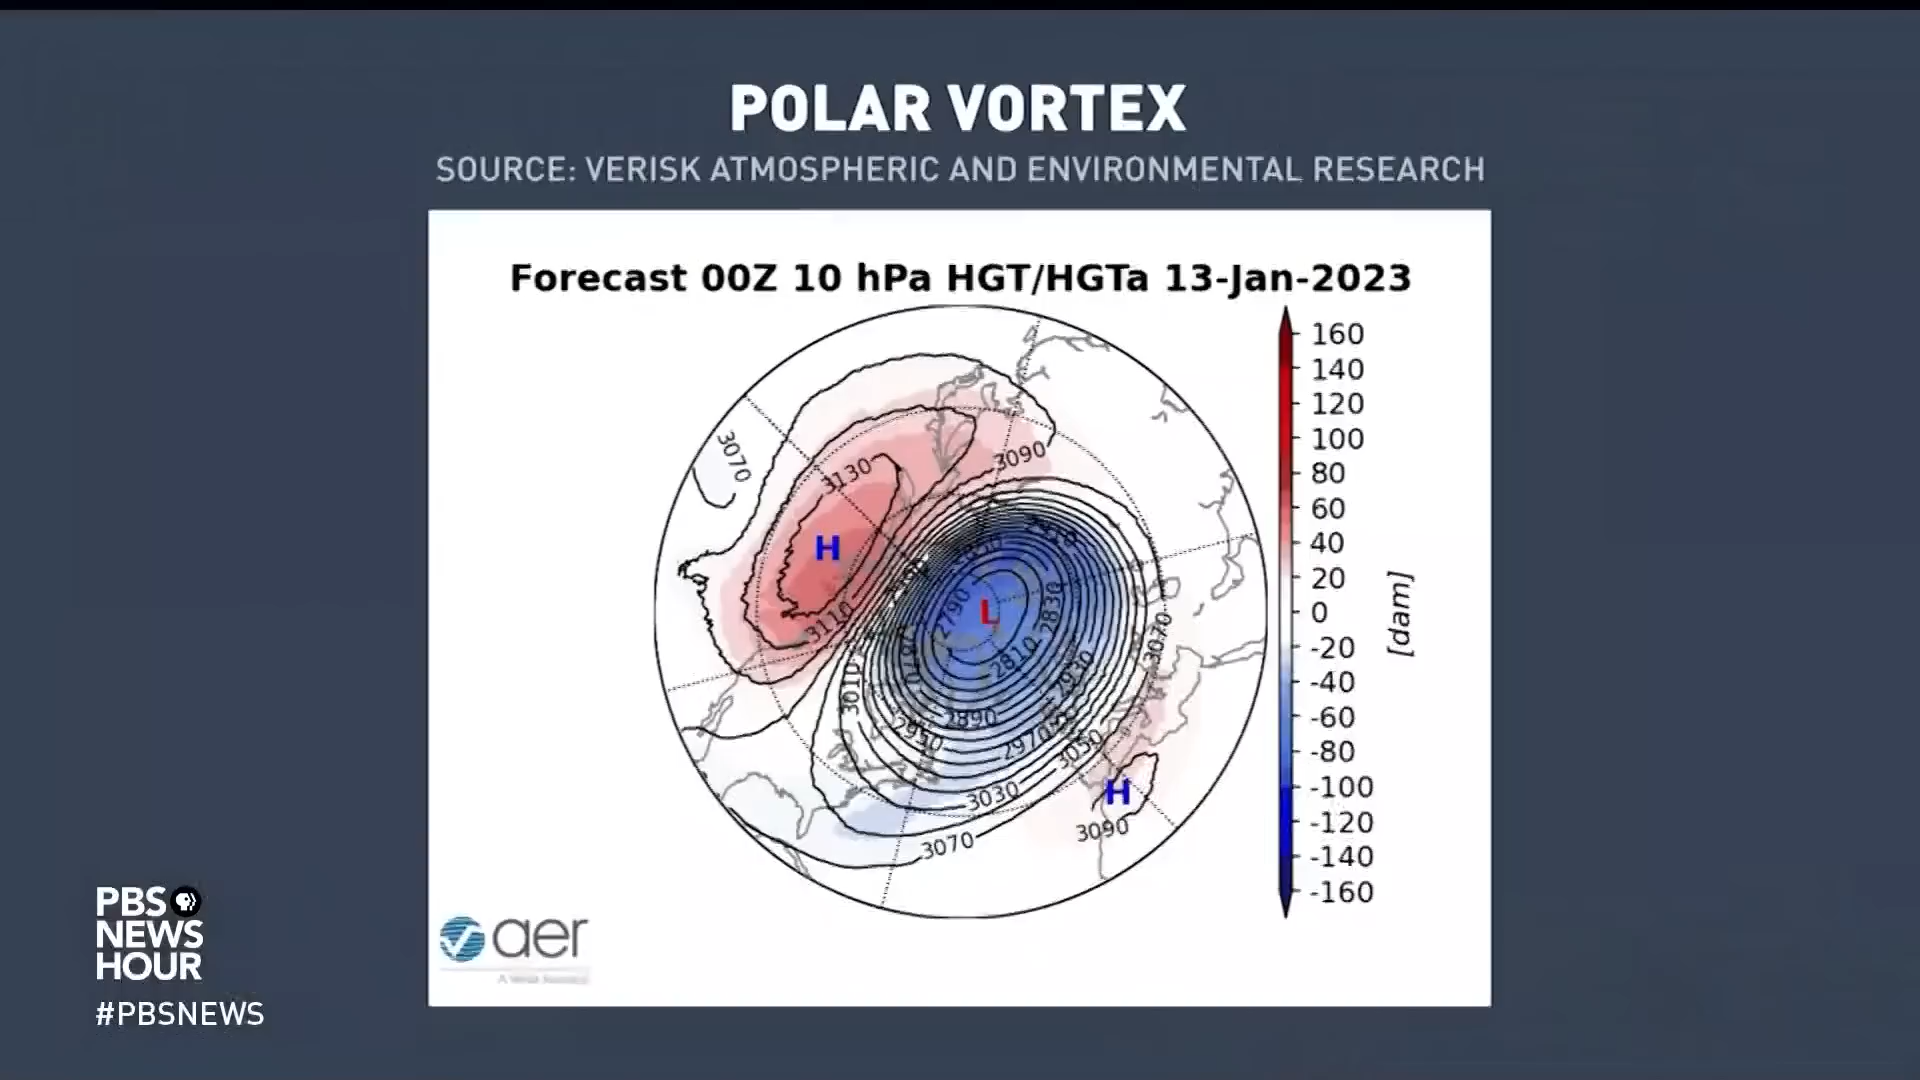 POLAR VORTEX
SOURCE: VERISK ATMOSPHERIC AND ENVIRONMENTAL RESEARCH
Forecast 00Z 10 hPa HGT/HGTa 13-Jan-2023
3070
3130
3090
H
2790
L
2830
3110
2810
3070
3010
2870
2930
2890
2950
2970
3050
H
3030
3090
3070
160
140
120
100
80
60
40
20
0
-20
-40
-60
-80
-100
-120
-140
-160
[dam]
aer
PBS
NEWS
HOUR
#PBSNEWS